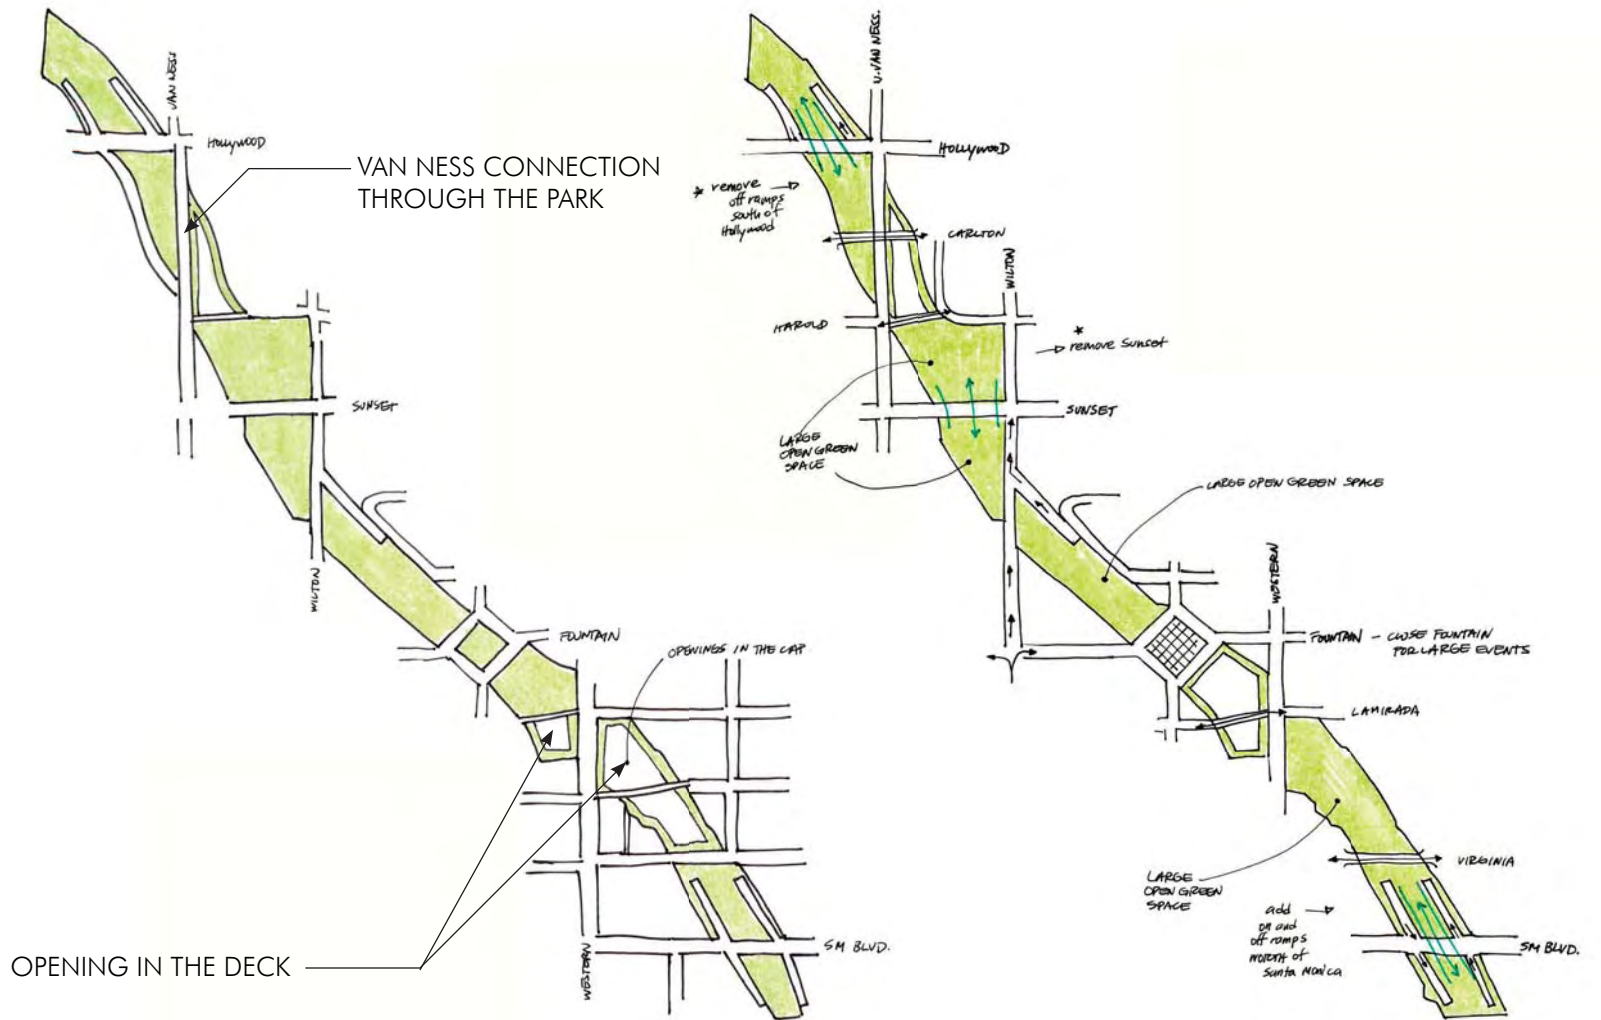 VAN NESS
HOLLYWOOD
VAN NESS CONNECTION
THROUGH THE PARK
SUNSET
WILTON
FOUNTAIN
OPENINGS IN THE CAP
OPENING IN THE DECK
WESTERN
SM BLVD.
N. VAN NESS.
HOLLYWOOD
* remove
off ramps
south of
Hollywood
CARLTON
WILTON
HAROLD
*
remove Sunset
SUNSET
LARGE
OPEN GREEN
SPACE
LARGE OPEN GREEN SPACE
WESTERN
FOUNTAIN - CLOSE FOUNTAIN
FOR LARGE EVENTS
LAMIRADA
VIRGINIA
LARGE
OPEN GREEN
SPACE
add
on and
off ramps
north of
Santa Monica
SM BLVD.